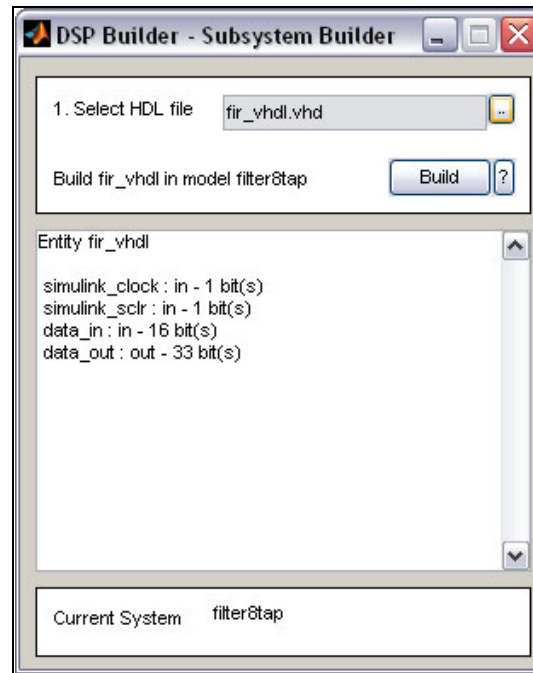 DSP Builder - Subsystem Builder
1. Select HDL file fir_vhdl.vhd ..
Build fir_vhdl in model filter8tap Build ?
Entity fir_vhdl
simulink_clock : in - 1 bit(s)
simulink_sclr : in - 1 bit(s)
data_in : in - 16 bit(s)
data_out : out - 33 bit(s)
Current System filter8tap